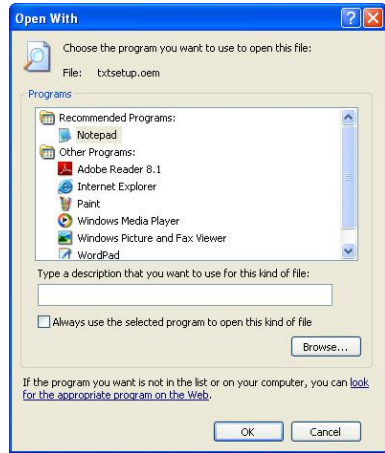 Open With
Choose the program you want to use to open this file:
File: txtsetup.oem
Programs
Recommended Programs:
Notepad
Other Programs:
Adobe Reader 8.1
Internet Explorer
Paint
Windows Media Player
Windows Picture and Fax Viewer
WordPad
Type a description that you want to use for this kind of file:
Always use the selected program to open this kind of file
Browse...
If the program you want is not in the list or on your computer, you can look
for the appropriate program on the Web.
OK Cancel